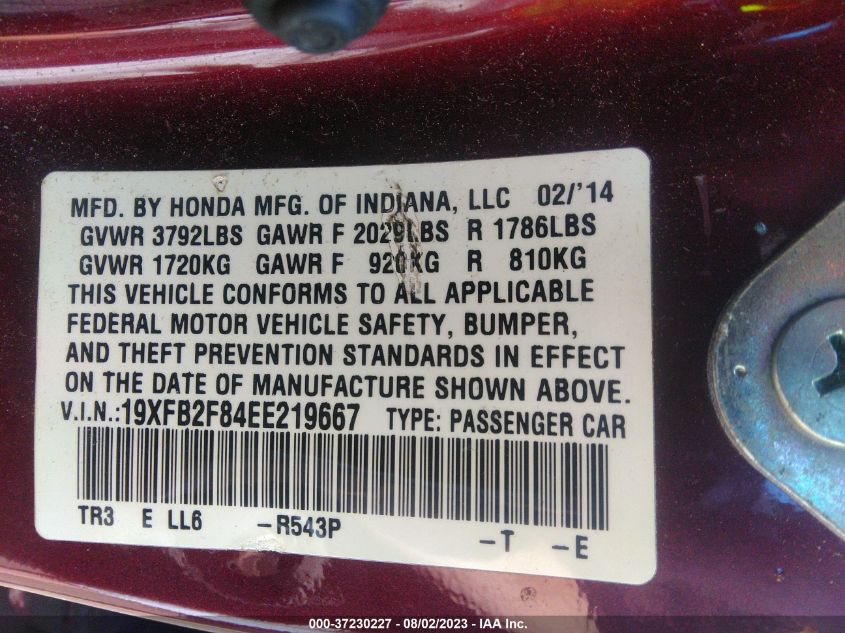 MFD. BY HONDA MFG. OF INDIANA, LLC 02/'14
GVWR 3792LBS GAWR F 2029LBS R 1786LBS
GVWR 1720KG GAWR F 920KG R 810KG
THIS VEHICLE CONFORMS TO ALL APPLICABLE
FEDERAL MOTOR VEHICLE SAFETY, BUMPER,
AND THEFT PREVENTION STANDARDS IN EFFECT
ON THE DATE OF MANUFACTURE SHOWN ABOVE.
V.I.N.:19XFB2F84EE219667 TYPE: PASSENGER CAR
TR3 E LL6 -R543P -T -E
000-37230227 - 08/02/2023 - IAA Inc.